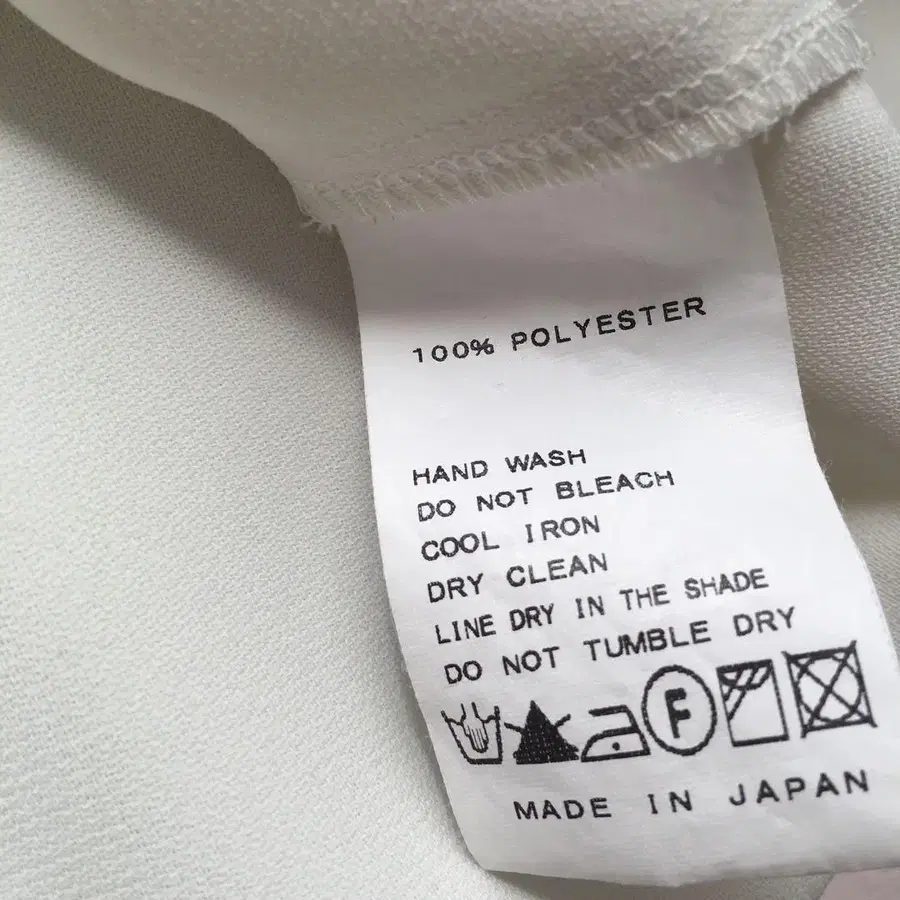 100% POLYESTER
HAND WASH
DO NOT BLEACH
COOL IRON
DRY CLEAN
LINE DRY IN THE SHADE
DO NOT TUMBLE DRY
F
MADE IN JAPAN